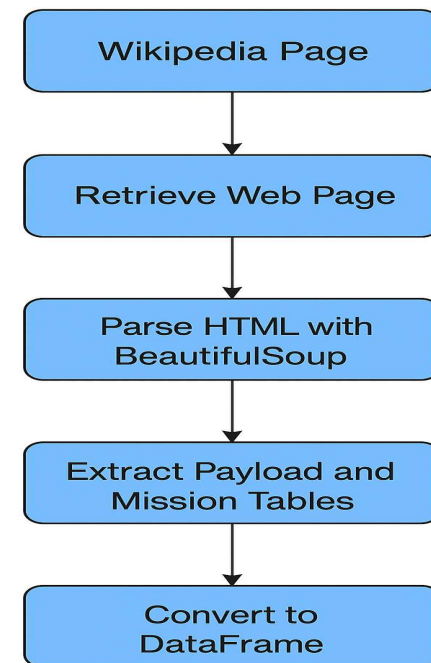 Wikipedia Page
Retrieve Web Page
Parse HTML with
BeautifulSoup
Extract Payload and
Mission Tables
Convert to
DataFrame